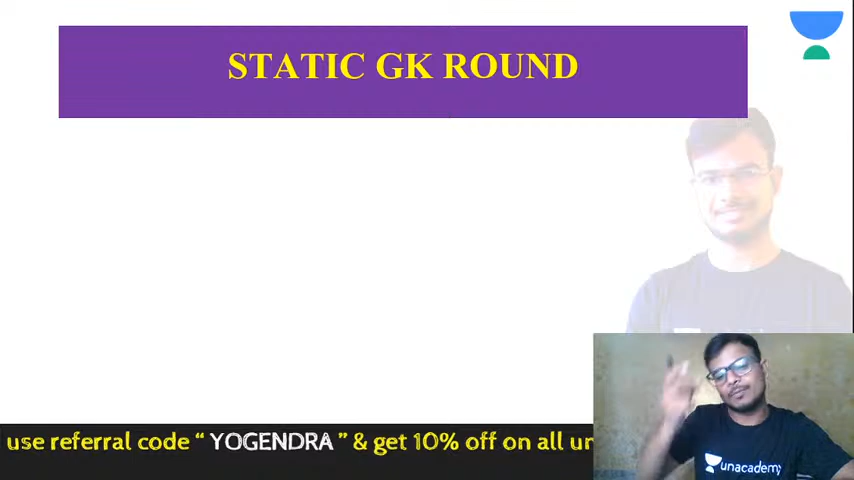 STATIC GK ROUND
use referral code “ YOGENDRA ” & get 10% off on all
unacademy